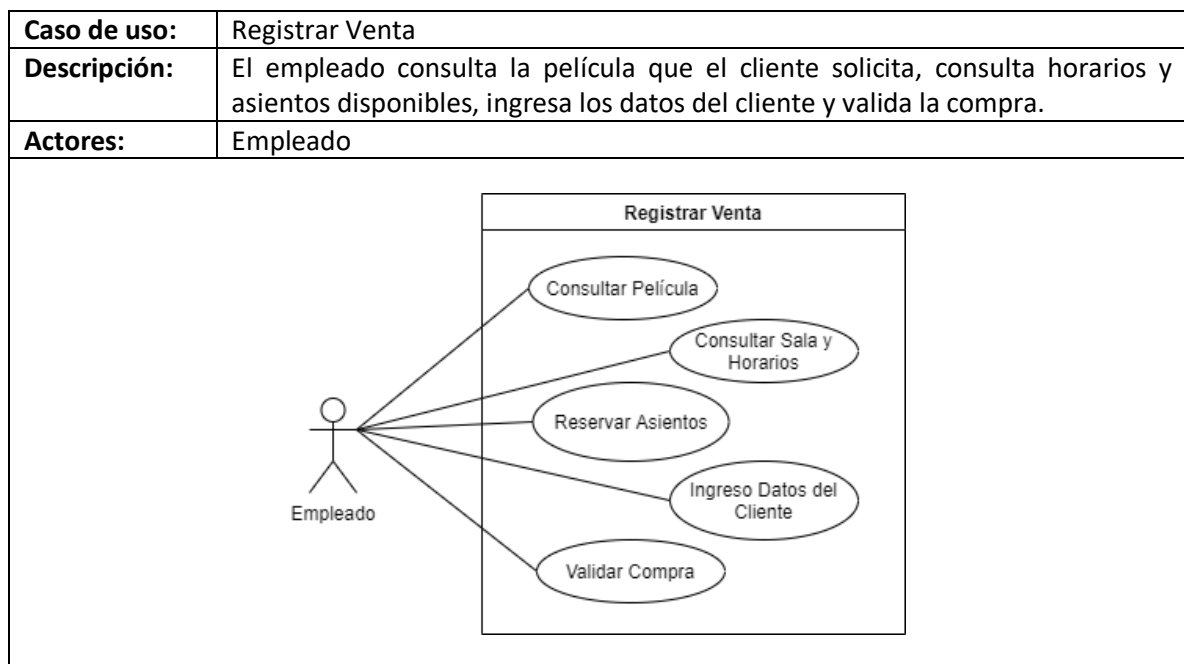 Caso de uso: Registrar Venta
Descripción: El empleado consulta la película que el cliente solicita, consulta horarios y
asientos disponibles, ingresa los datos del cliente y valida la compra.
Actores: Empleado
Registrar Venta
Consultar Película
Consultar Sala y
Horarios
Reservar Asientos
Ingreso Datos del
Cliente
Empleado
Validar Compra